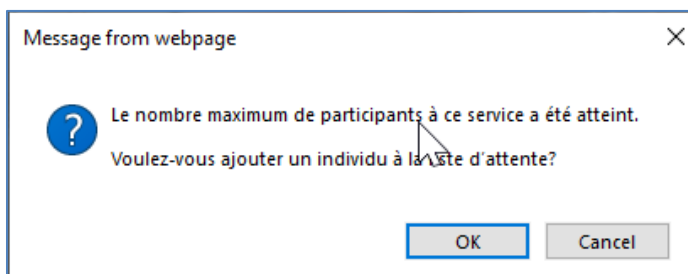 Message from webpage
Le nombre maximum de participants à ce service a été atteint.
Voulez-vous ajouter un individu à la liste d'attente?
OK Cancel